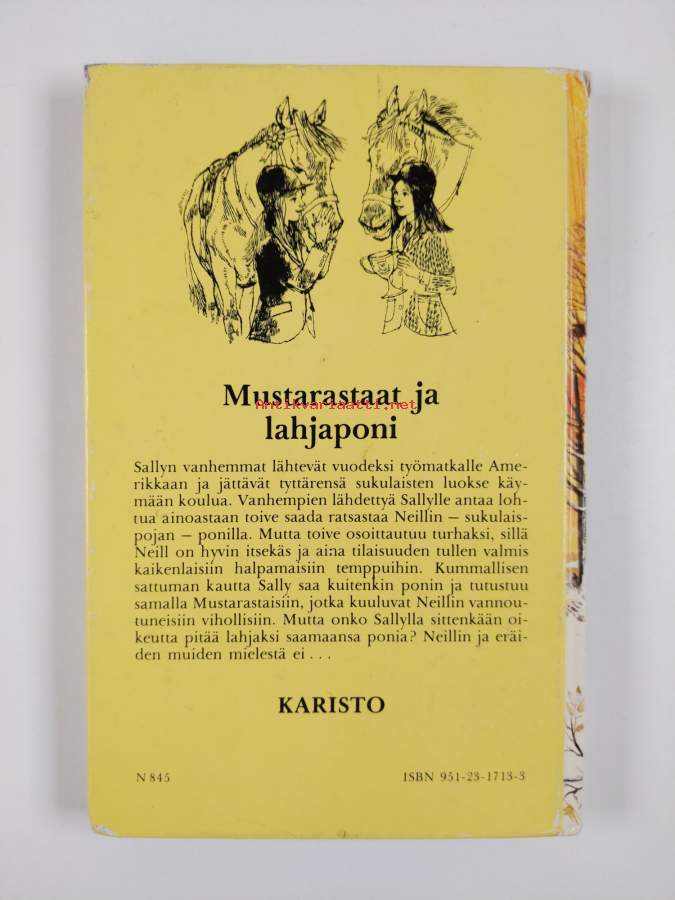 Mustarastaat ja
Antikvariaatti.net
lahjaponi
Sallyn vanhemmat lähtevät vuodeksi työmatkalle Ame-
rikkaan ja jättävät tyttärensä sukulaisten luokse käy-
mään koulua. Vanhempien lähdettyä Sallylle antaa loh-
tua ainoastaan toive saada ratsastaa Neillin – sukulais-
pojan – ponilla. Mutta toive osoittautuu turhaksi, sillä
Neill on hyvin itsekäs ja aina tilaisuuden tullen valmis
kaikenlaisiin halpamaisiin temppuihin. Kummallisen
sattuman kautta Sally saa kuitenkin ponin ja tutustuu
samalla Mustarastaisiin, jotka kuuluvat Neillin vannou-
tuneisiin vihollisiin. Mutta onko Sallylla sittenkään oi-
keutta pitää lahjaksi saamaansa ponia? Neillin ja eräi-
den muiden mielestä ei . . .
KARISTO
N 845
ISBN 951-23-1713-3